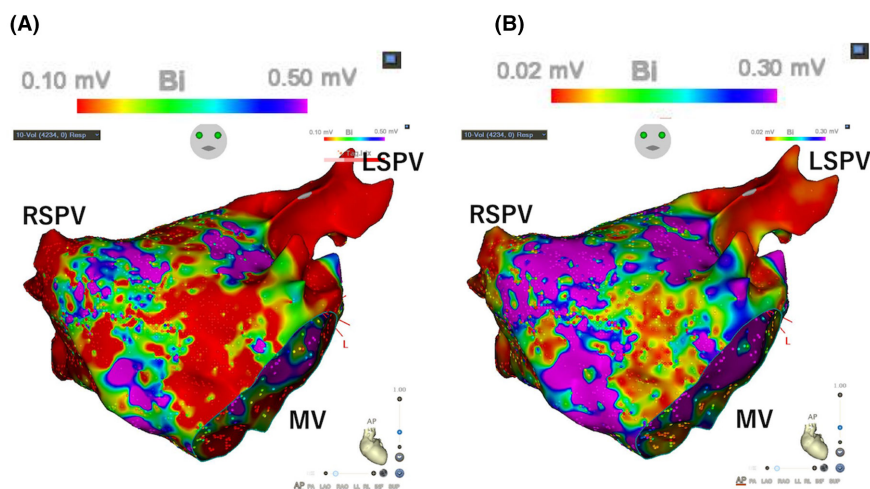 (A)
0.10 mV Bi 0.50 mV
10-Vol (4234, 0) Resp
0.10 mV Bi 0.50 mV
LSPV
RSPV
L
MV
1.00
AP
AP PA LAO RAO LL RL INF SUP
(B)
0.02 mV Bi 0.30 mV
10-Vol (4234, 0) Resp
0.02 mV Bi 0.30 mV
LSPV
RSPV
L
MV
1.00
AP
AP PA LAO RAO LL RL INF SUP